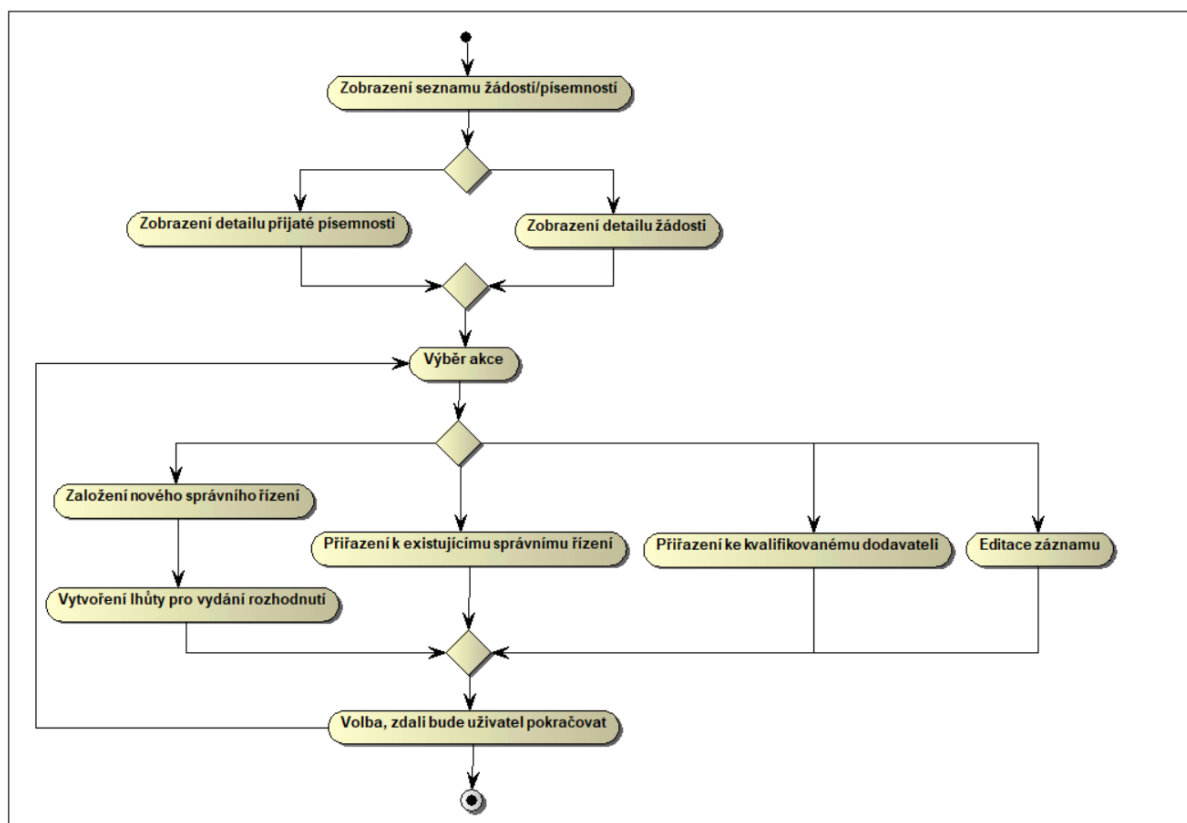 Zobrazení seznamu žádostí/písemností
Zobrazení detailu přijaté písemnosti
Zobrazení detailu žádosti
Výběr akce
Založení nového správního řízení
Přiřazení k existujícímu správnímu řízení
Přiřazení ke kvalifikovanému dodavateli
Editace záznamu
Vytvoření lhůty pro vydání rozhodnutí
Volba, zdali bude uživatel pokračovat